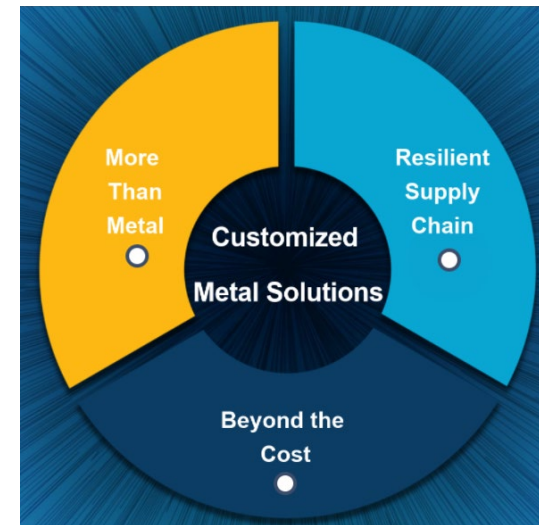 More
Than
Metal
Resilient
Supply
Chain
Customized
Metal Solutions
Beyond the
Cost